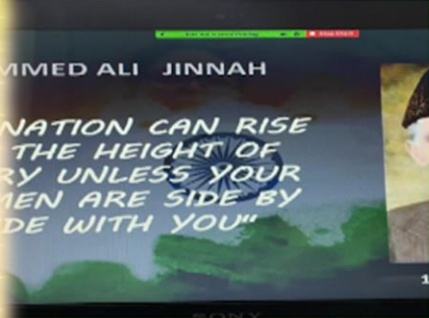 MMED ALI JINNAH
NATION CAN RISE
THE HEIGHT OF
RY UNLESS YOUR
MEN ARE SIDE BY
DE WITH YOU"
SONY